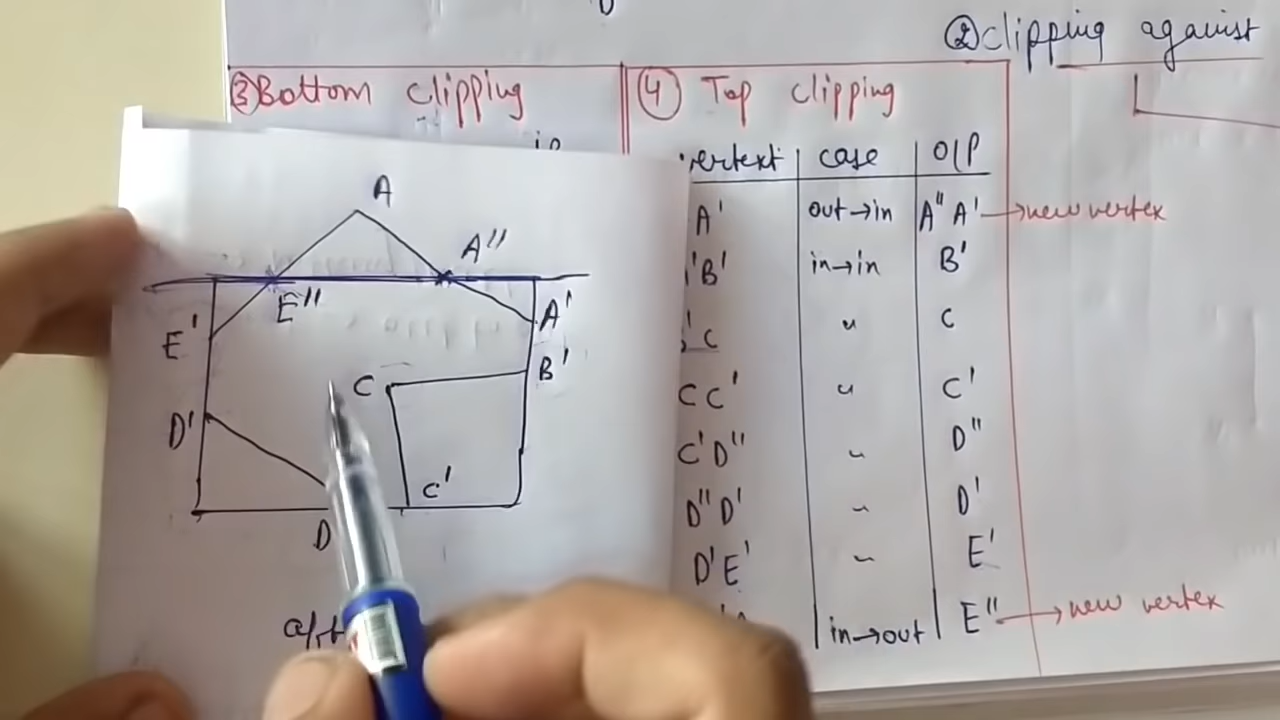 ②clipping against
③Bottom clipping
④ Top clipping
in
vertext case O/P
A' out→in A" A'→new vertex
'B' in→in B'
'C " C
CC' " C'
C'D" " D"
D"D' " D'
D'E' " E'
in→out E"→new vertex
A
A"
E"
E'
A'
B'
C
D'
C'
D